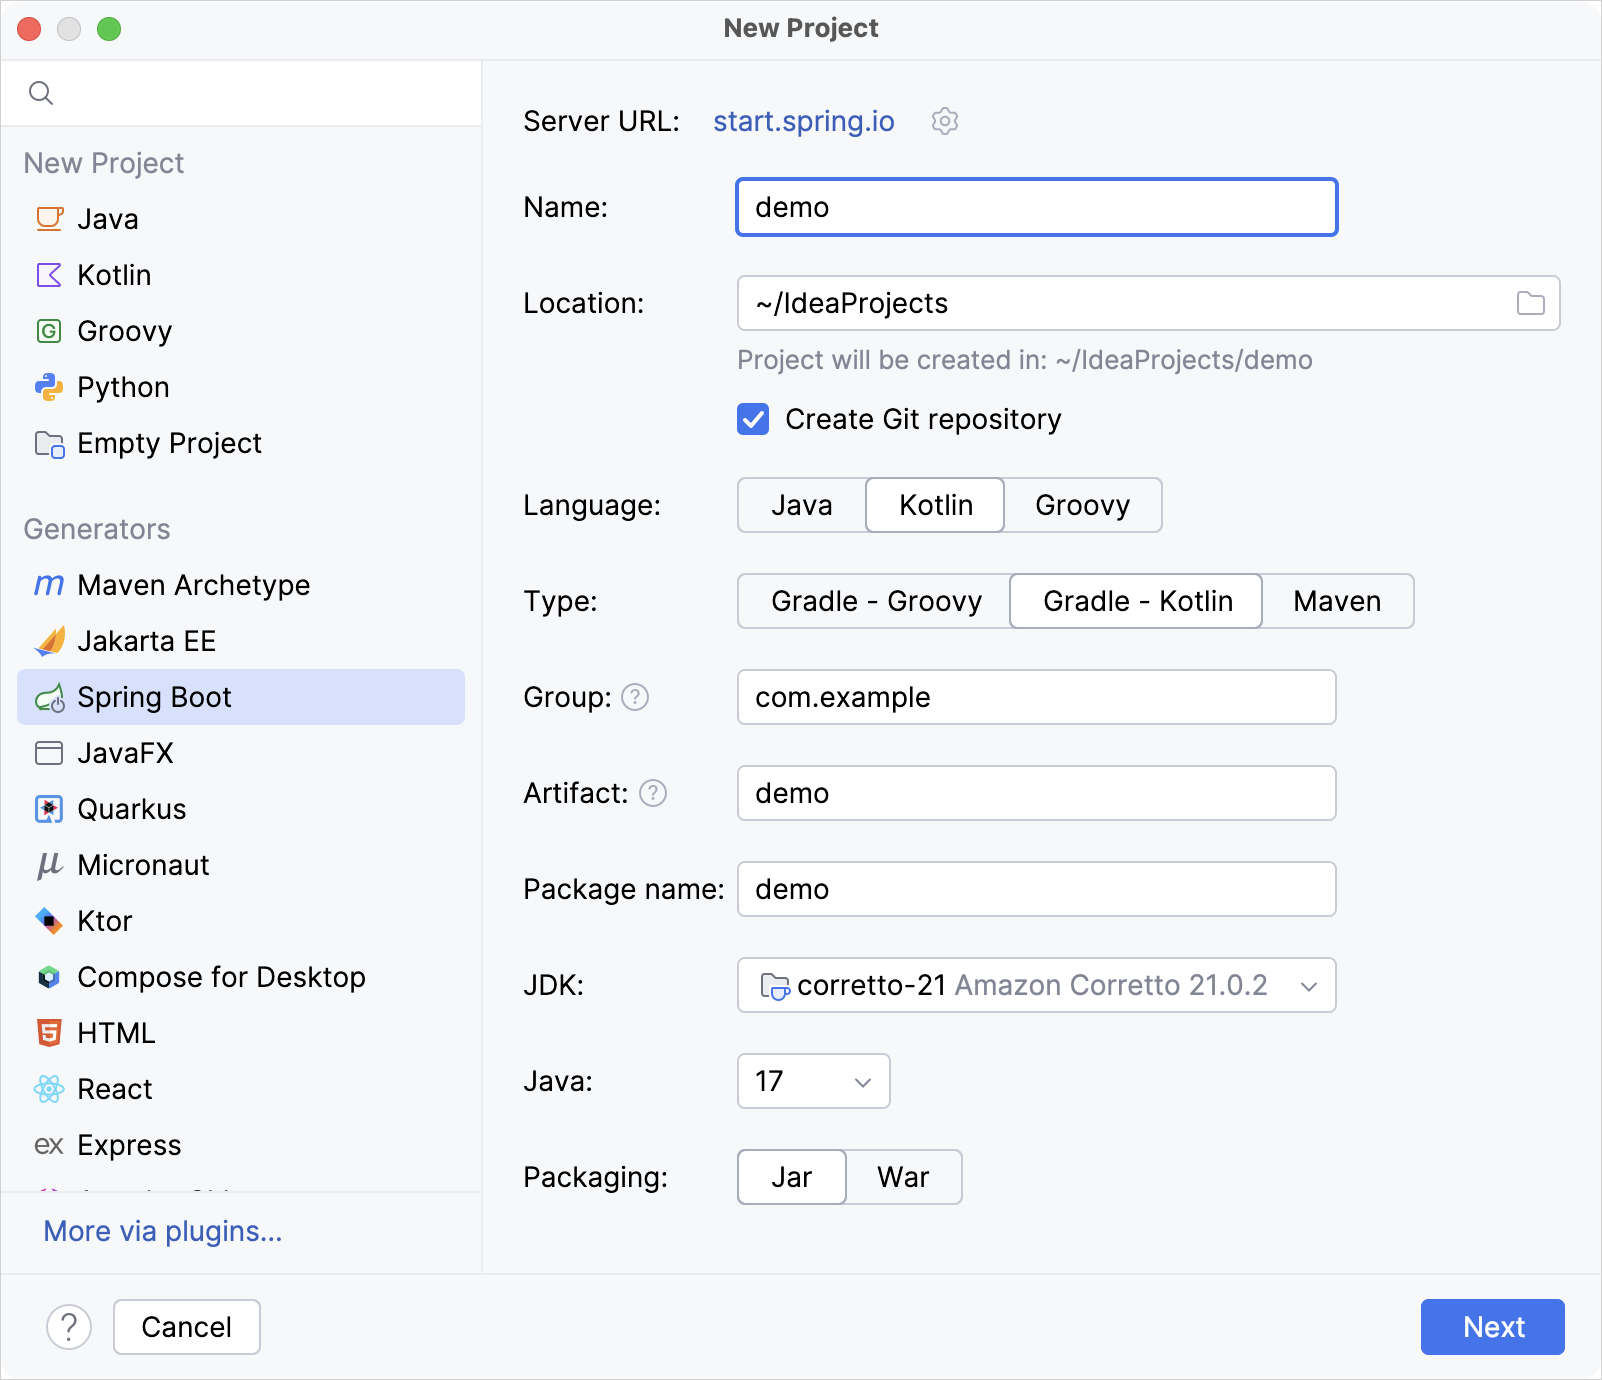 New Project
New Project
Java
Kotlin
Groovy
Python
Empty Project
Generators
Maven Archetype
Jakarta EE
Spring Boot
JavaFX
Quarkus
Micronaut
Ktor
Compose for Desktop
HTML
React
ex Express
More via plugins...
Server URL: start.spring.io
Name: demo
Location: ~/IdeaProjects
Project will be created in: ~/IdeaProjects/demo
Create Git repository
Language: Java Kotlin Groovy
Type: Gradle - Groovy Gradle - Kotlin Maven
Group: ? com.example
Artifact: ? demo
Package name: demo
JDK: corretto-21 Amazon Corretto 21.0.2
Java: 17
Packaging: Jar War
? Cancel Next